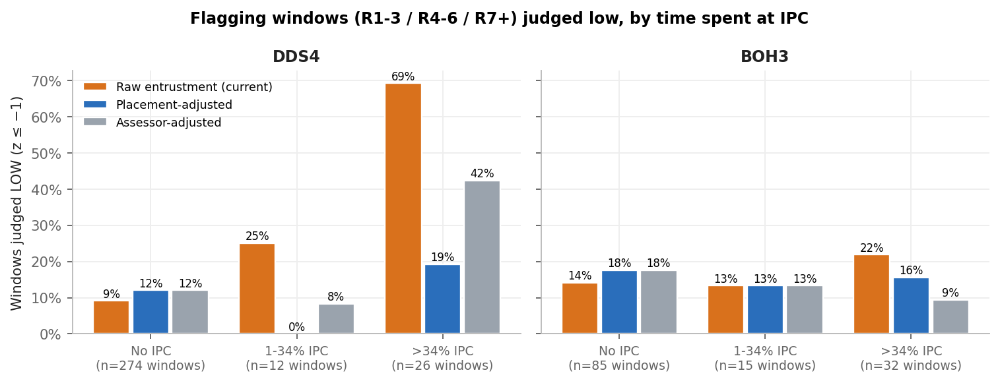 Flagging windows (R1-3 / R4-6 / R7+) judged low, by time spent at IPC
DDS4
BOH3
Windows judged LOW (z ≤ −1)
70%
60%
50%
40%
30%
20%
10%
0%
Raw entrustment (current)
Placement-adjusted
Assessor-adjusted
9%
12%
12%
25%
0%
8%
69%
19%
42%
14%
18%
18%
13%
13%
13%
22%
16%
9%
No IPC
(n=274 windows)
1-34% IPC
(n=12 windows)
>34% IPC
(n=26 windows)
No IPC
(n=85 windows)
1-34% IPC
(n=15 windows)
>34% IPC
(n=32 windows)